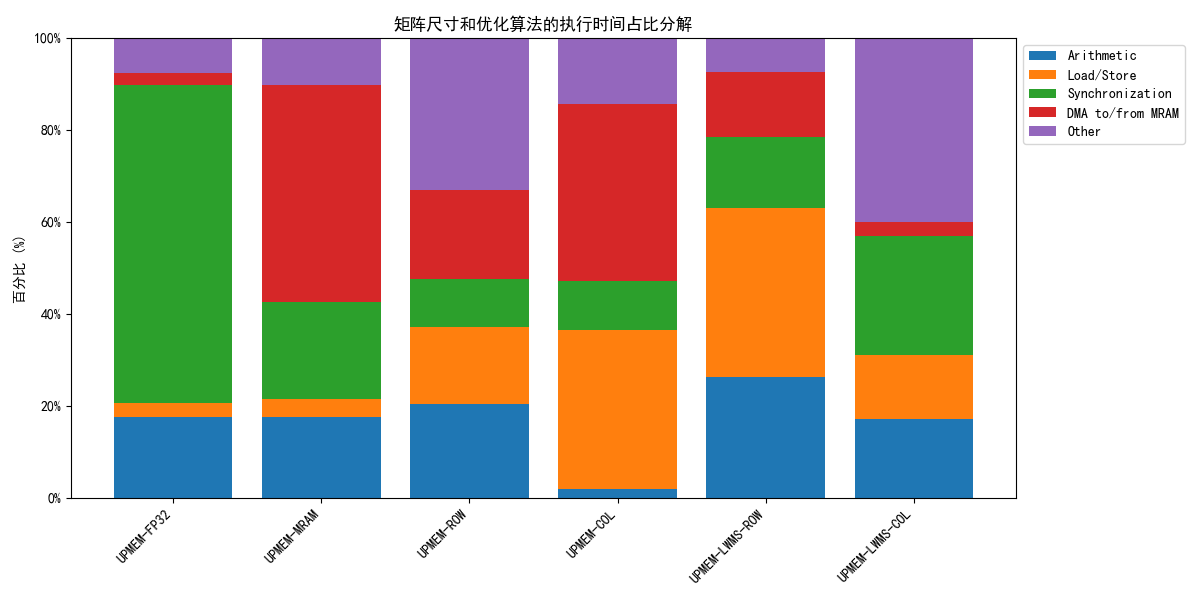 矩阵尺寸和优化算法的执行时间占比分解
100%
80%
60%
40%
20%
0%
百分比 (%)
UPMEM-FP32
UPMEM-MRAM
UPMEM-ROW
UPMEM-COL
UPMEM-LWMS-ROW
UPMEM-LWMS-COL
Arithmetic
Load/Store
Synchronization
DMA to/from MRAM
Other